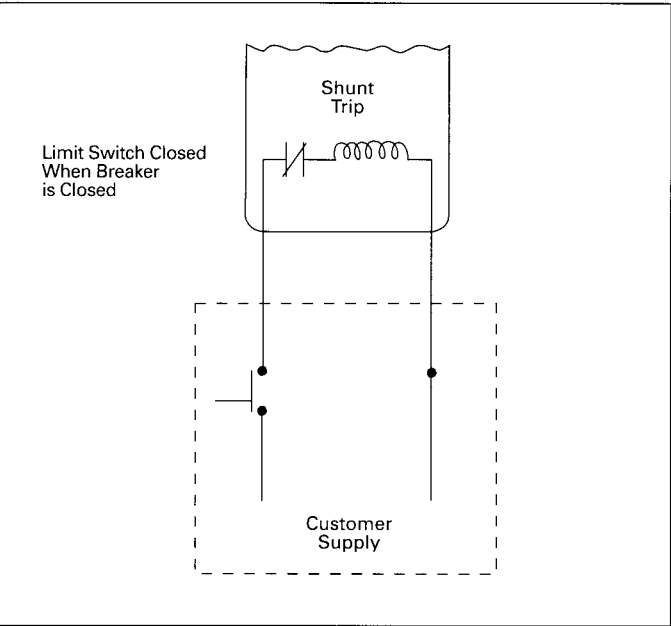 Shunt
Trip
Limit Switch Closed
When Breaker
is Closed
Customer
Supply